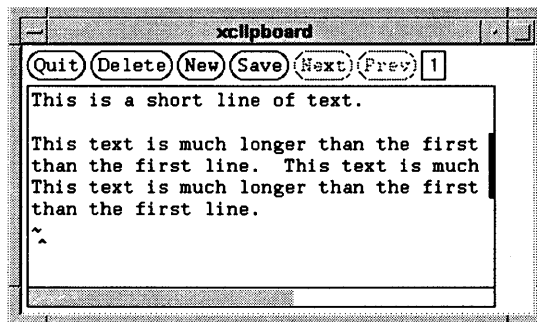 xclipboard
Quit Delete New Save Next Prev 1
This is a short line of text.
This text is much longer than the first
than the first line.  This text is much
This text is much longer than the first
than the first line.
~